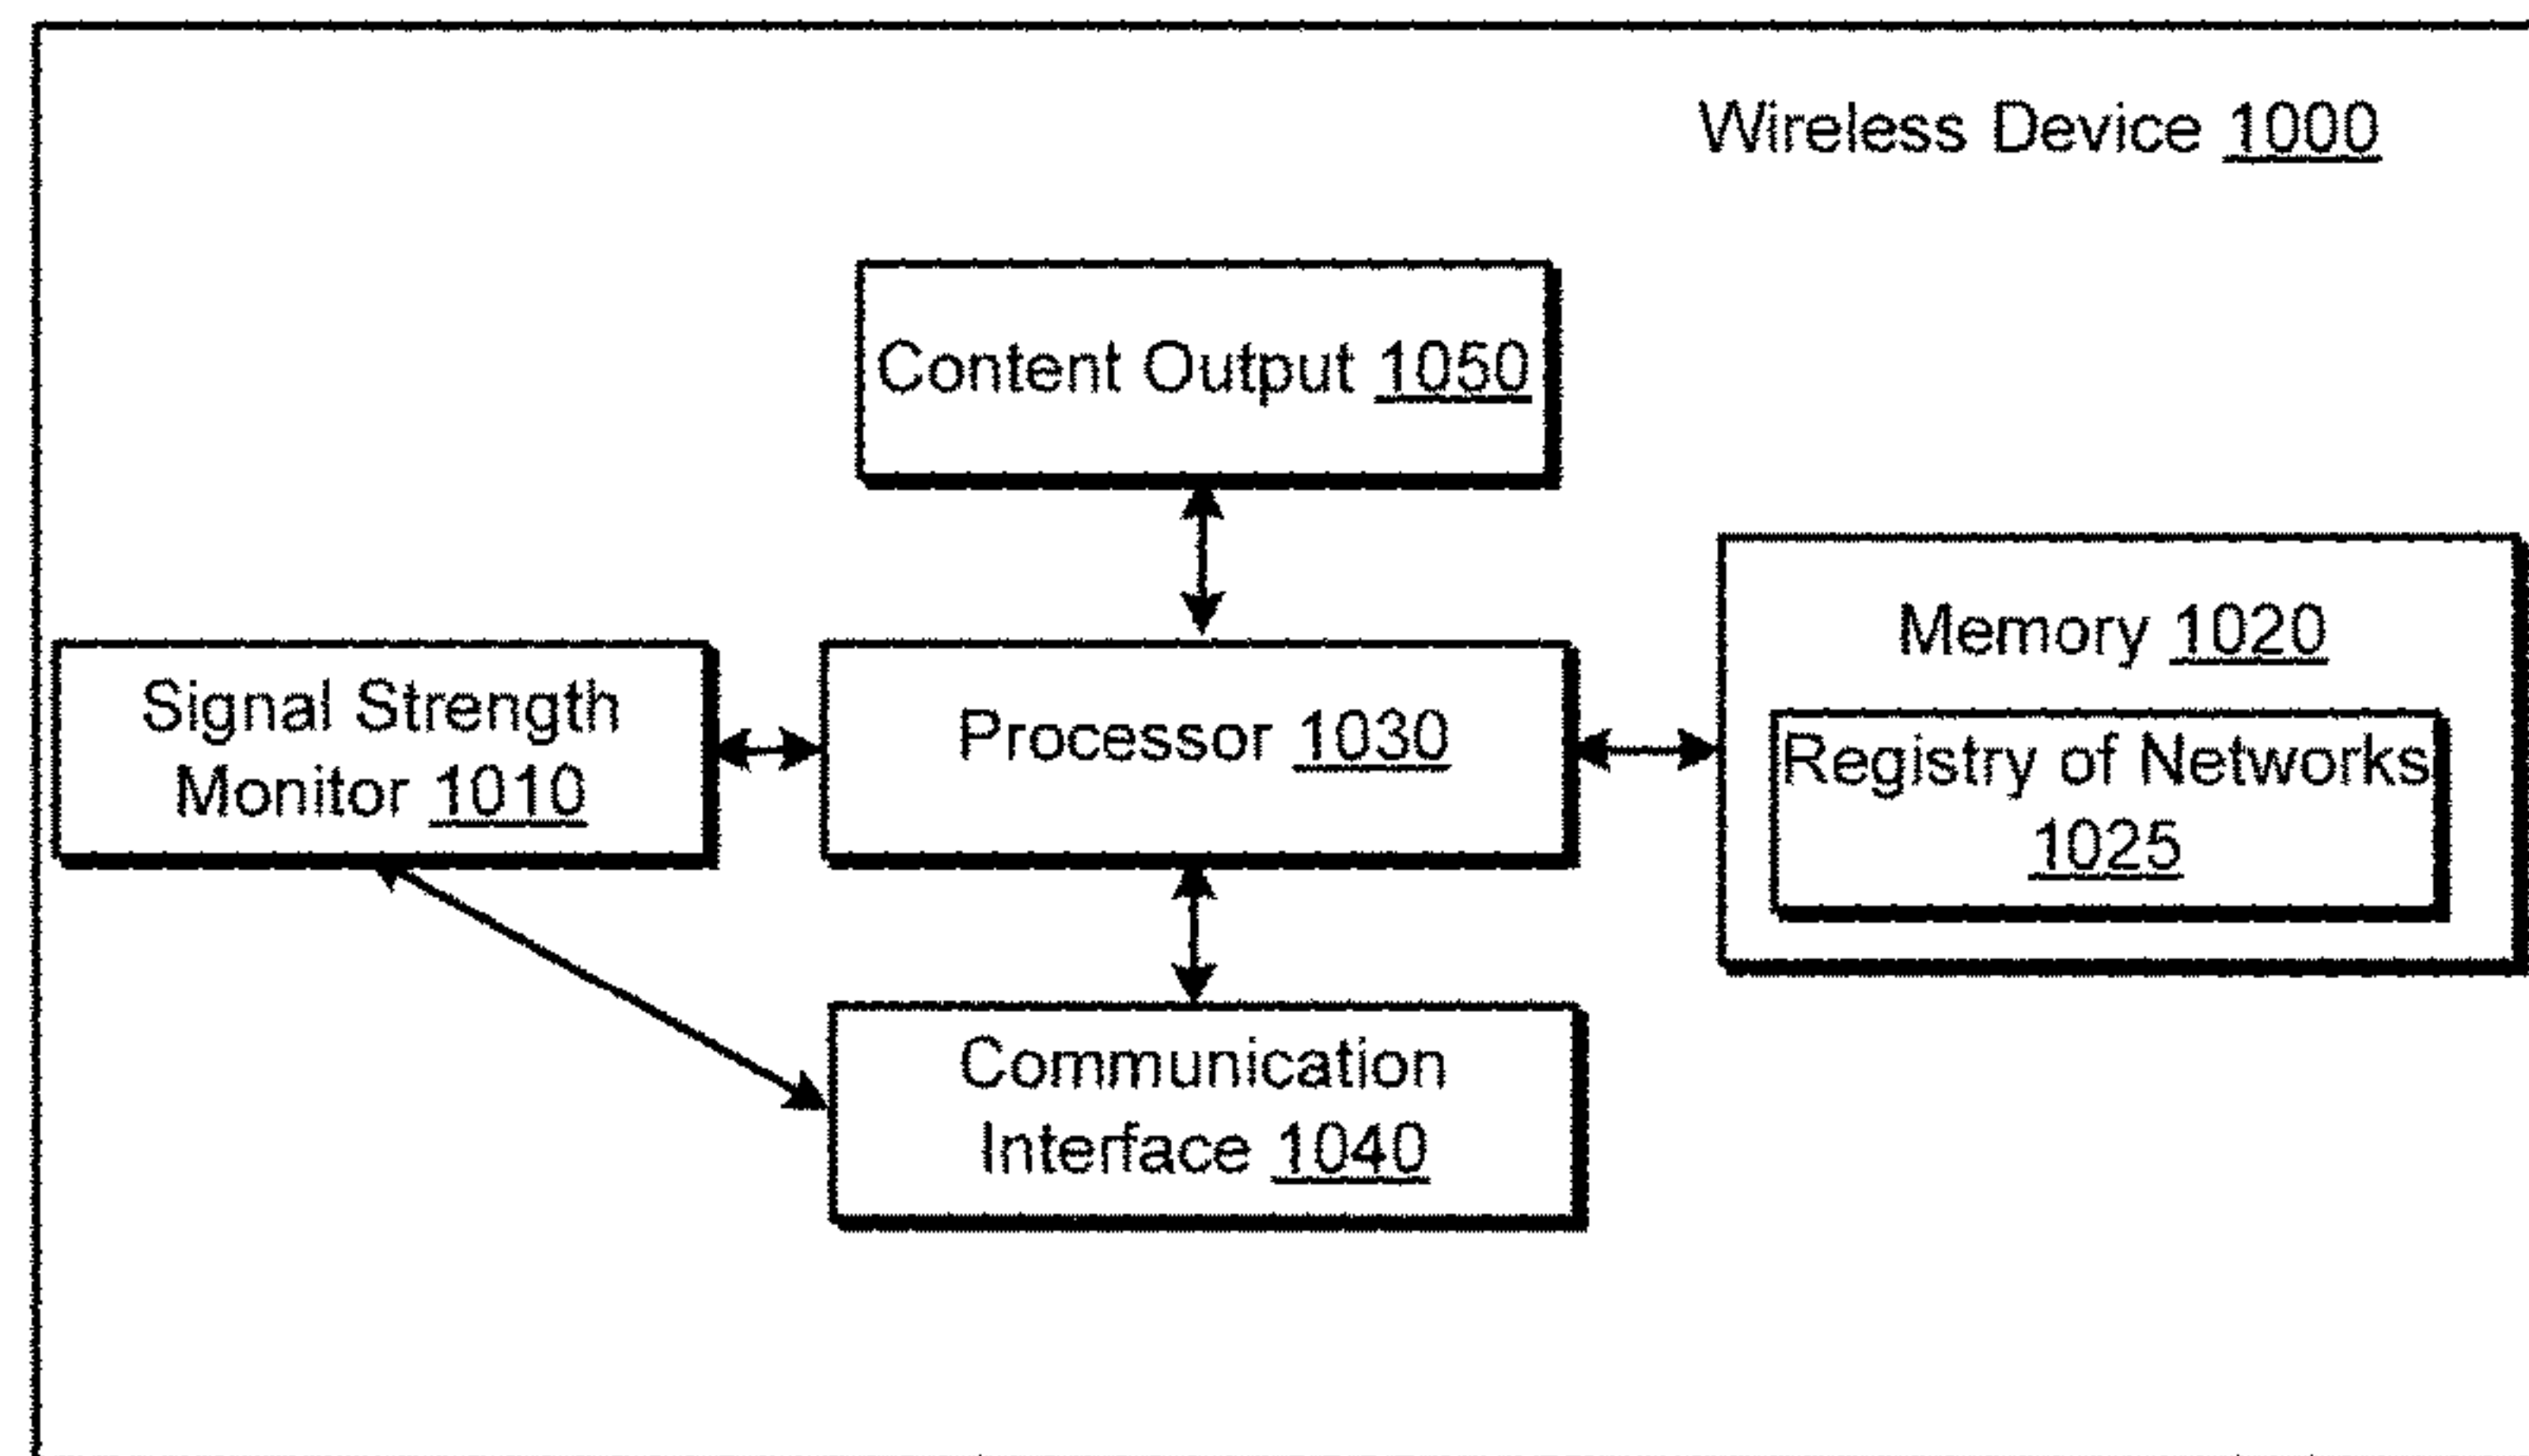 Wireless Device 1000
Content Output 1050
Signal Strength
Monitor 1010
Processor 1030
Memory 1020
Registry of Networks
1025
Communication
Interface 1040